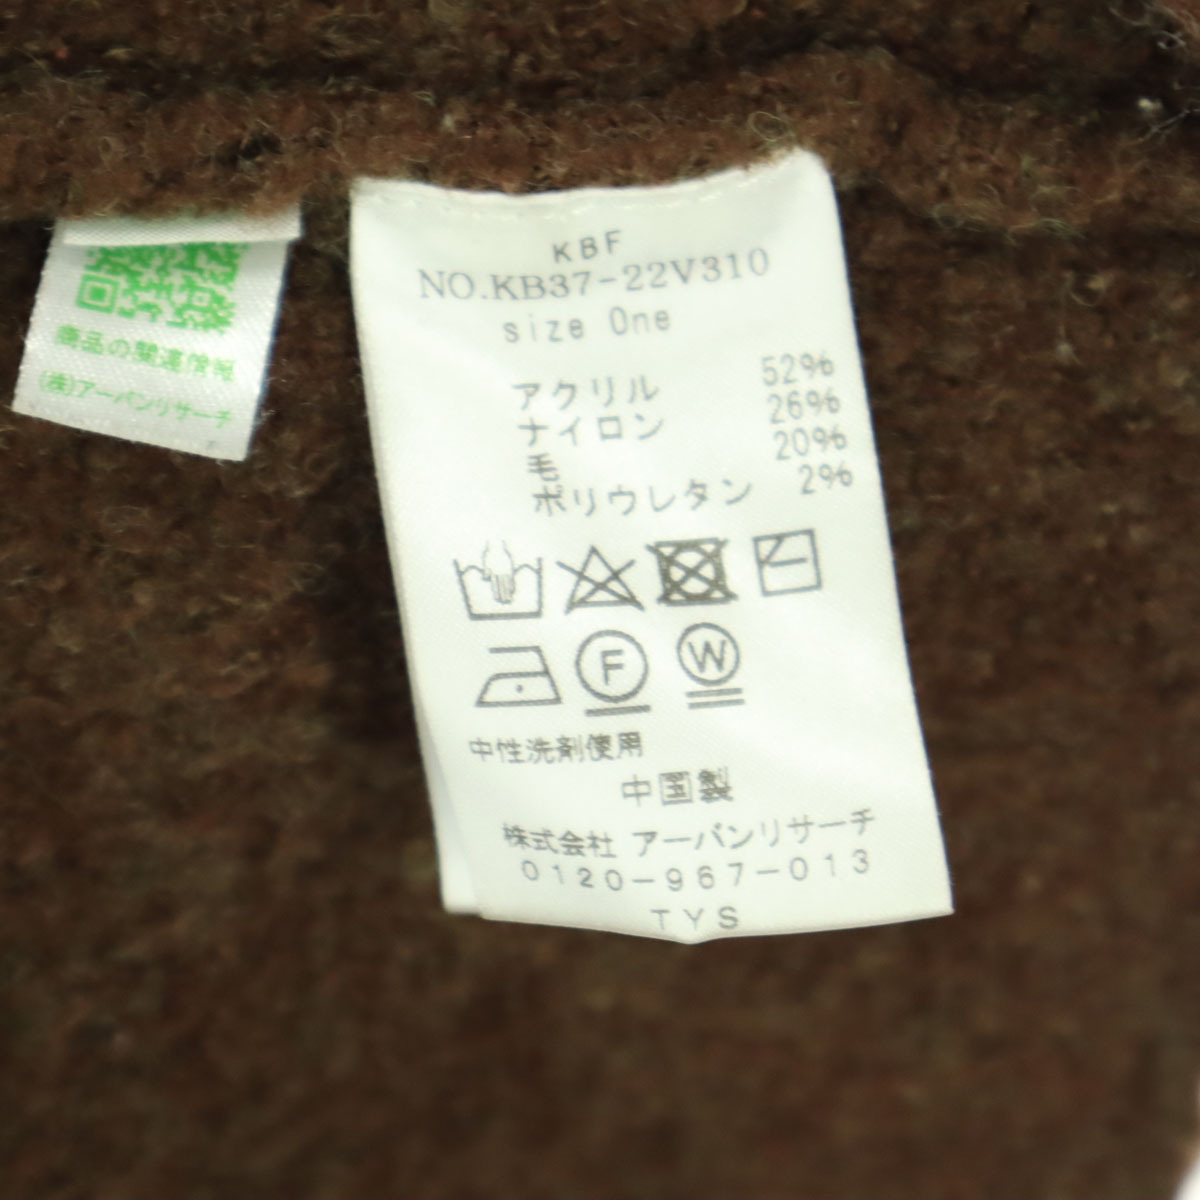 KBF
NO.KB37-22V310
size One
アクリル 52%
ナイロン 26%
毛 20%
ポリウレタン 2%
F W
中性洗剤使用
中国製
株式会社 アーバンリサーチ
0120-967-013
TYS
商品の関連情報
(株)アーバンリサーチ